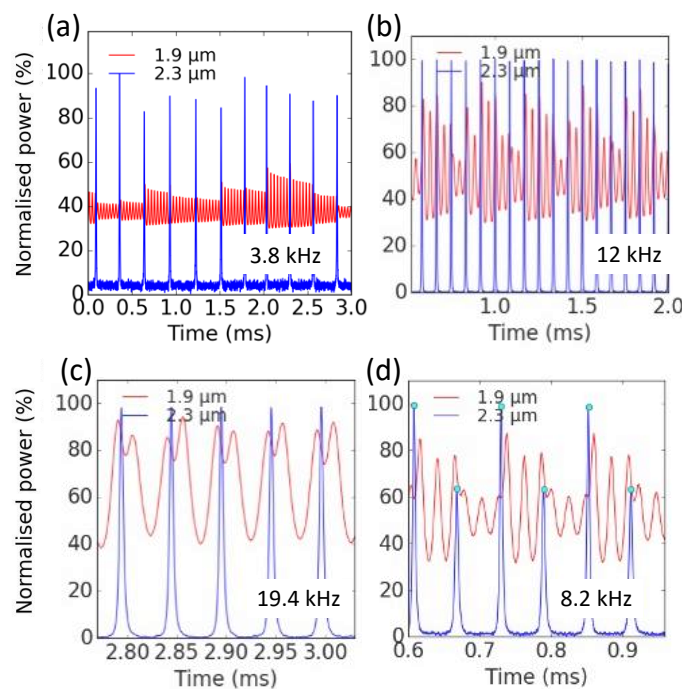 (a)
(b)
1.9 µm
2.3 µm
1.9 µm
2.3 µm
Normalised power (%)
100
80
60
40
20
0
100
80
60
40
20
0
3.8 kHz
12 kHz
0.0 0.5 1.0 1.5 2.0 2.5 3.0
1.0 1.5 2.0
Time (ms)
Time (ms)
(c)
(d)
1.9 µm
2.3 µm
1.9 µm
2.3 µm
Normalised power (%)
100
80
60
40
20
0
100
80
60
40
20
0
19.4 kHz
8.2 kHz
2.80 2.85 2.90 2.95 3.00
0.6 0.7 0.8 0.9
Time (ms)
Time (ms)